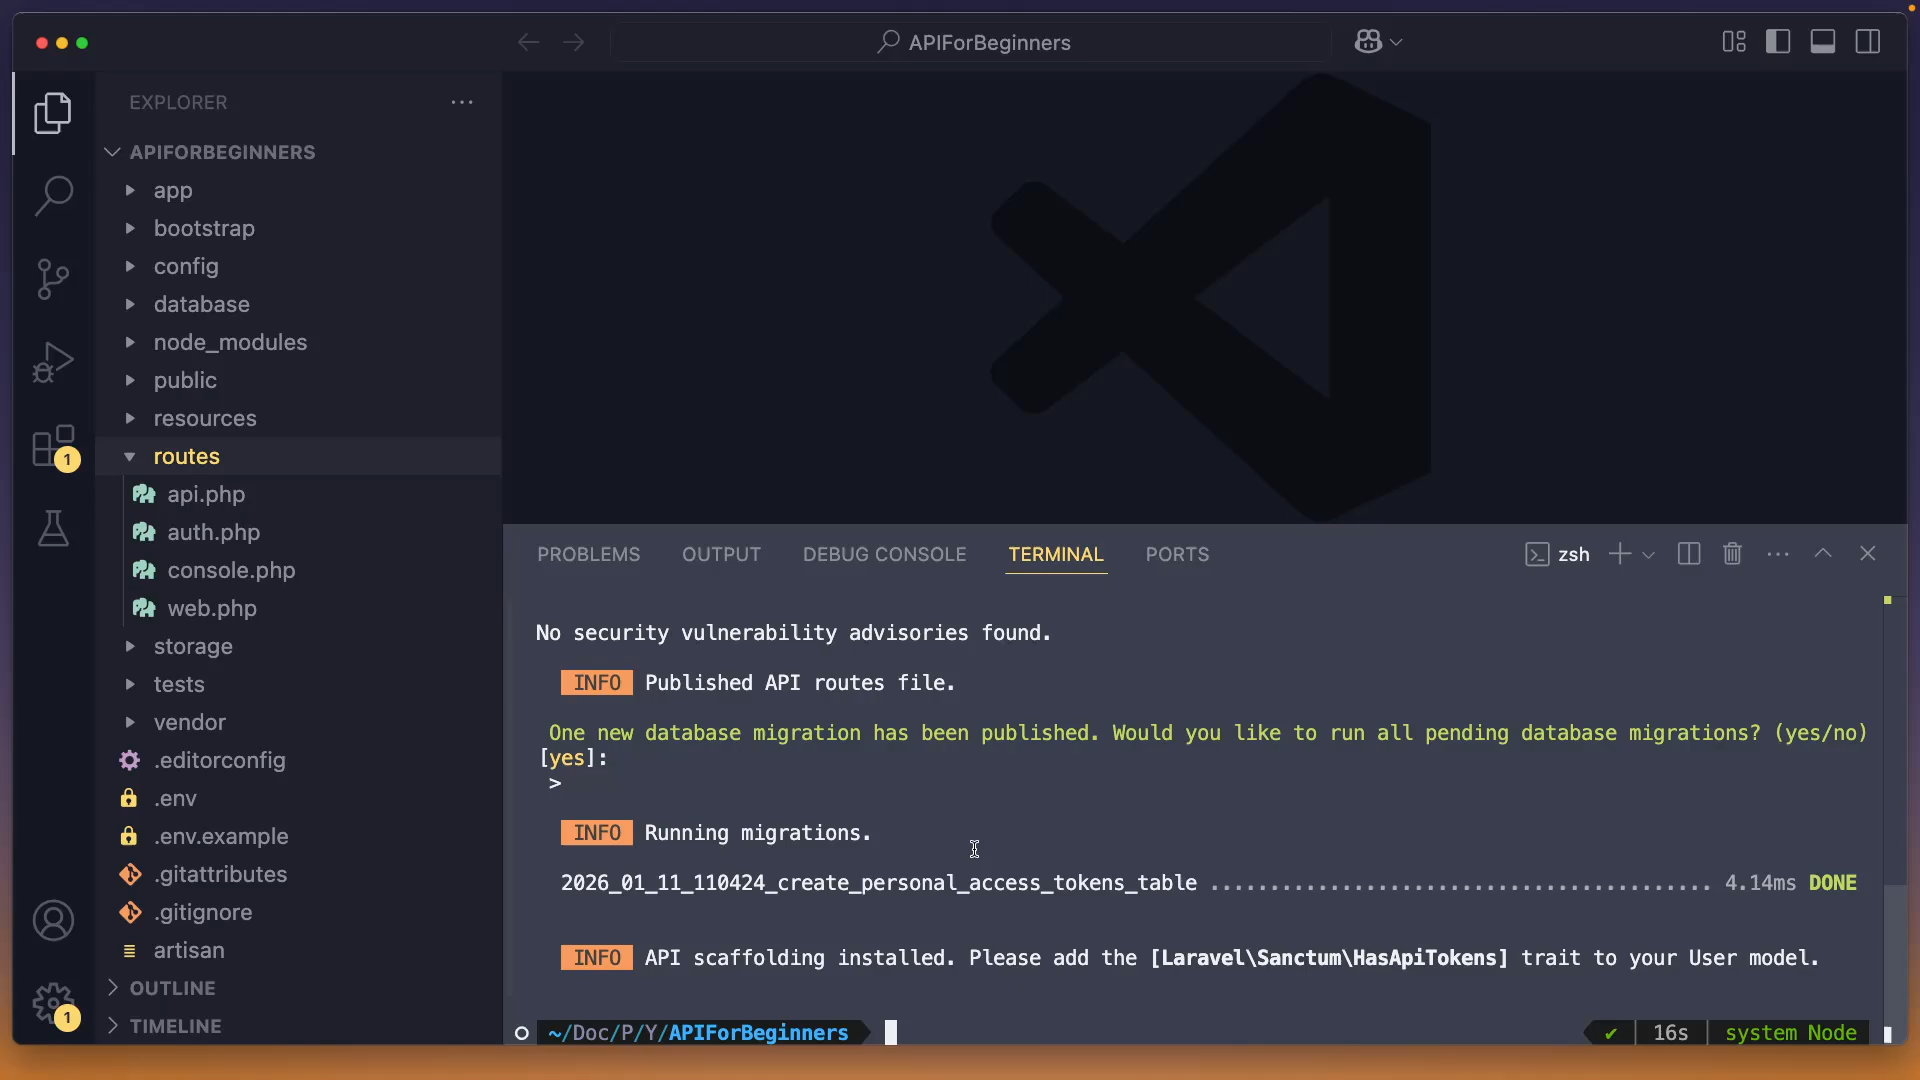 APIForBeginners
EXPLORER
APIFORBEGINNERS
app
bootstrap
config
database
node_modules
public
resources
routes
api.php
auth.php
console.php
web.php
storage
tests
vendor
.editorconfig
.env
.env.example
.gitattributes
.gitignore
artisan
OUTLINE
TIMELINE
1
1
PROBLEMS OUTPUT DEBUG CONSOLE TERMINAL PORTS zsh
No security vulnerability advisories found.
INFO Published API routes file.
One new database migration has been published. Would you like to run all pending database migrations? (yes/no)
[yes]:
>
INFO Running migrations.
2026_01_11_110424_create_personal_access_tokens_table .......................................... 4.14ms DONE
INFO API scaffolding installed. Please add the [Laravel\Sanctum\HasApiTokens] trait to your User model.
~/Doc/P/Y/APIForBeginners ✔ 16s system Node